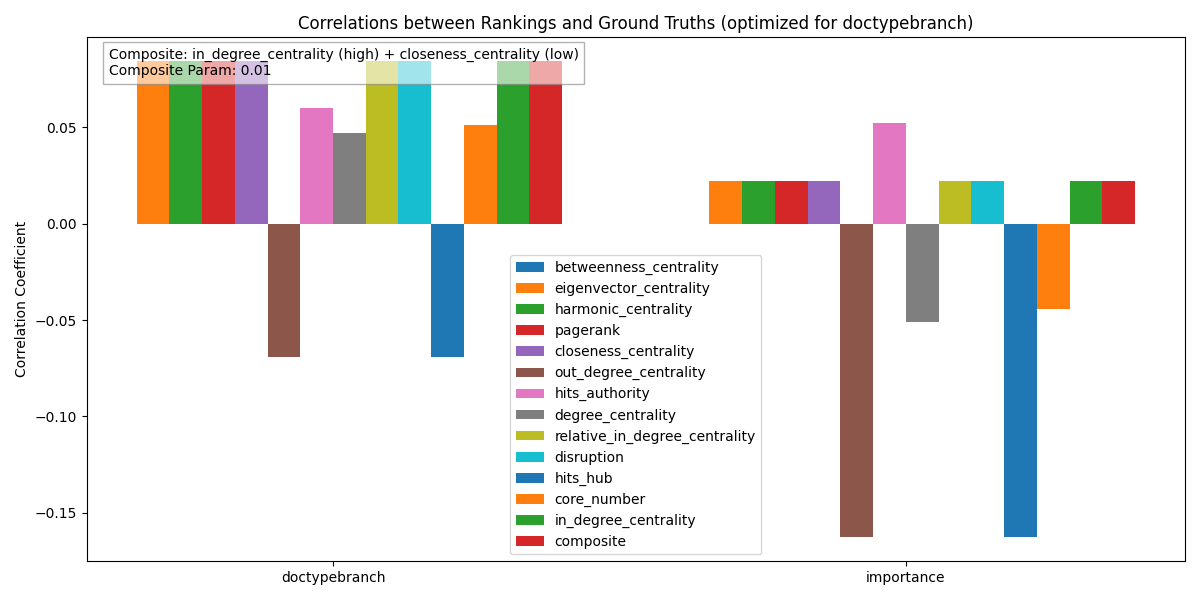 Correlations between Rankings and Ground Truths (optimized for doctypebranch)
Composite: in_degree_centrality (high) + closeness_centrality (low)
Composite Param: 0.01
Correlation Coefficient
0.05
0.00
−0.05
−0.10
−0.15
betweenness_centrality
eigenvector_centrality
harmonic_centrality
pagerank
closeness_centrality
out_degree_centrality
hits_authority
degree_centrality
relative_in_degree_centrality
disruption
hits_hub
core_number
in_degree_centrality
composite
doctypebranch
importance